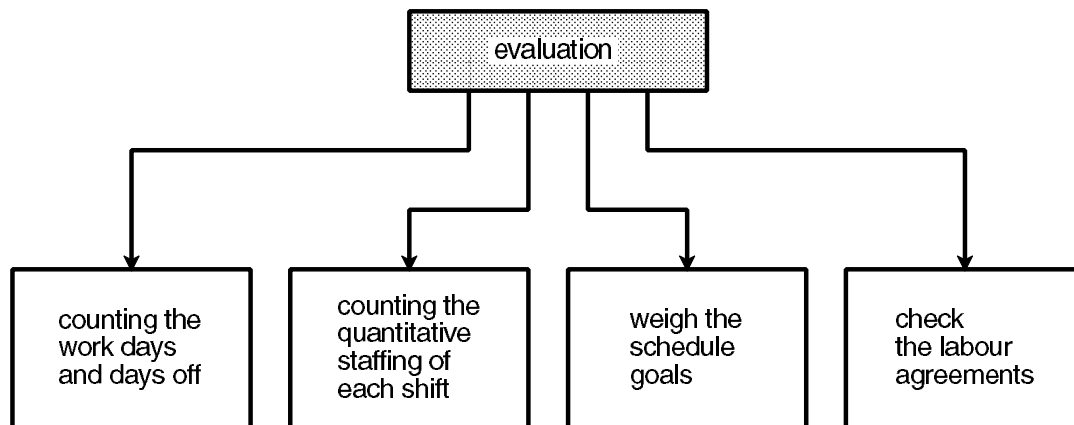 evaluation
counting the
work days
and days off
counting the
quantitative
staffing of
each shift
weigh the
schedule
goals
check
the labour
agreements